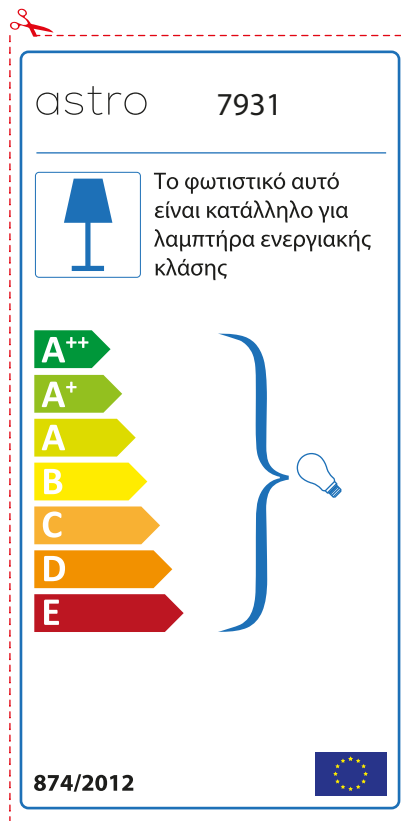 astro 7931
Το φωτιστικό αυτό
είναι κατάλληλο για
λαμπτήρα ενεργιακής
κλάσης
A++
A+
A
B
C
D
E
874/2012